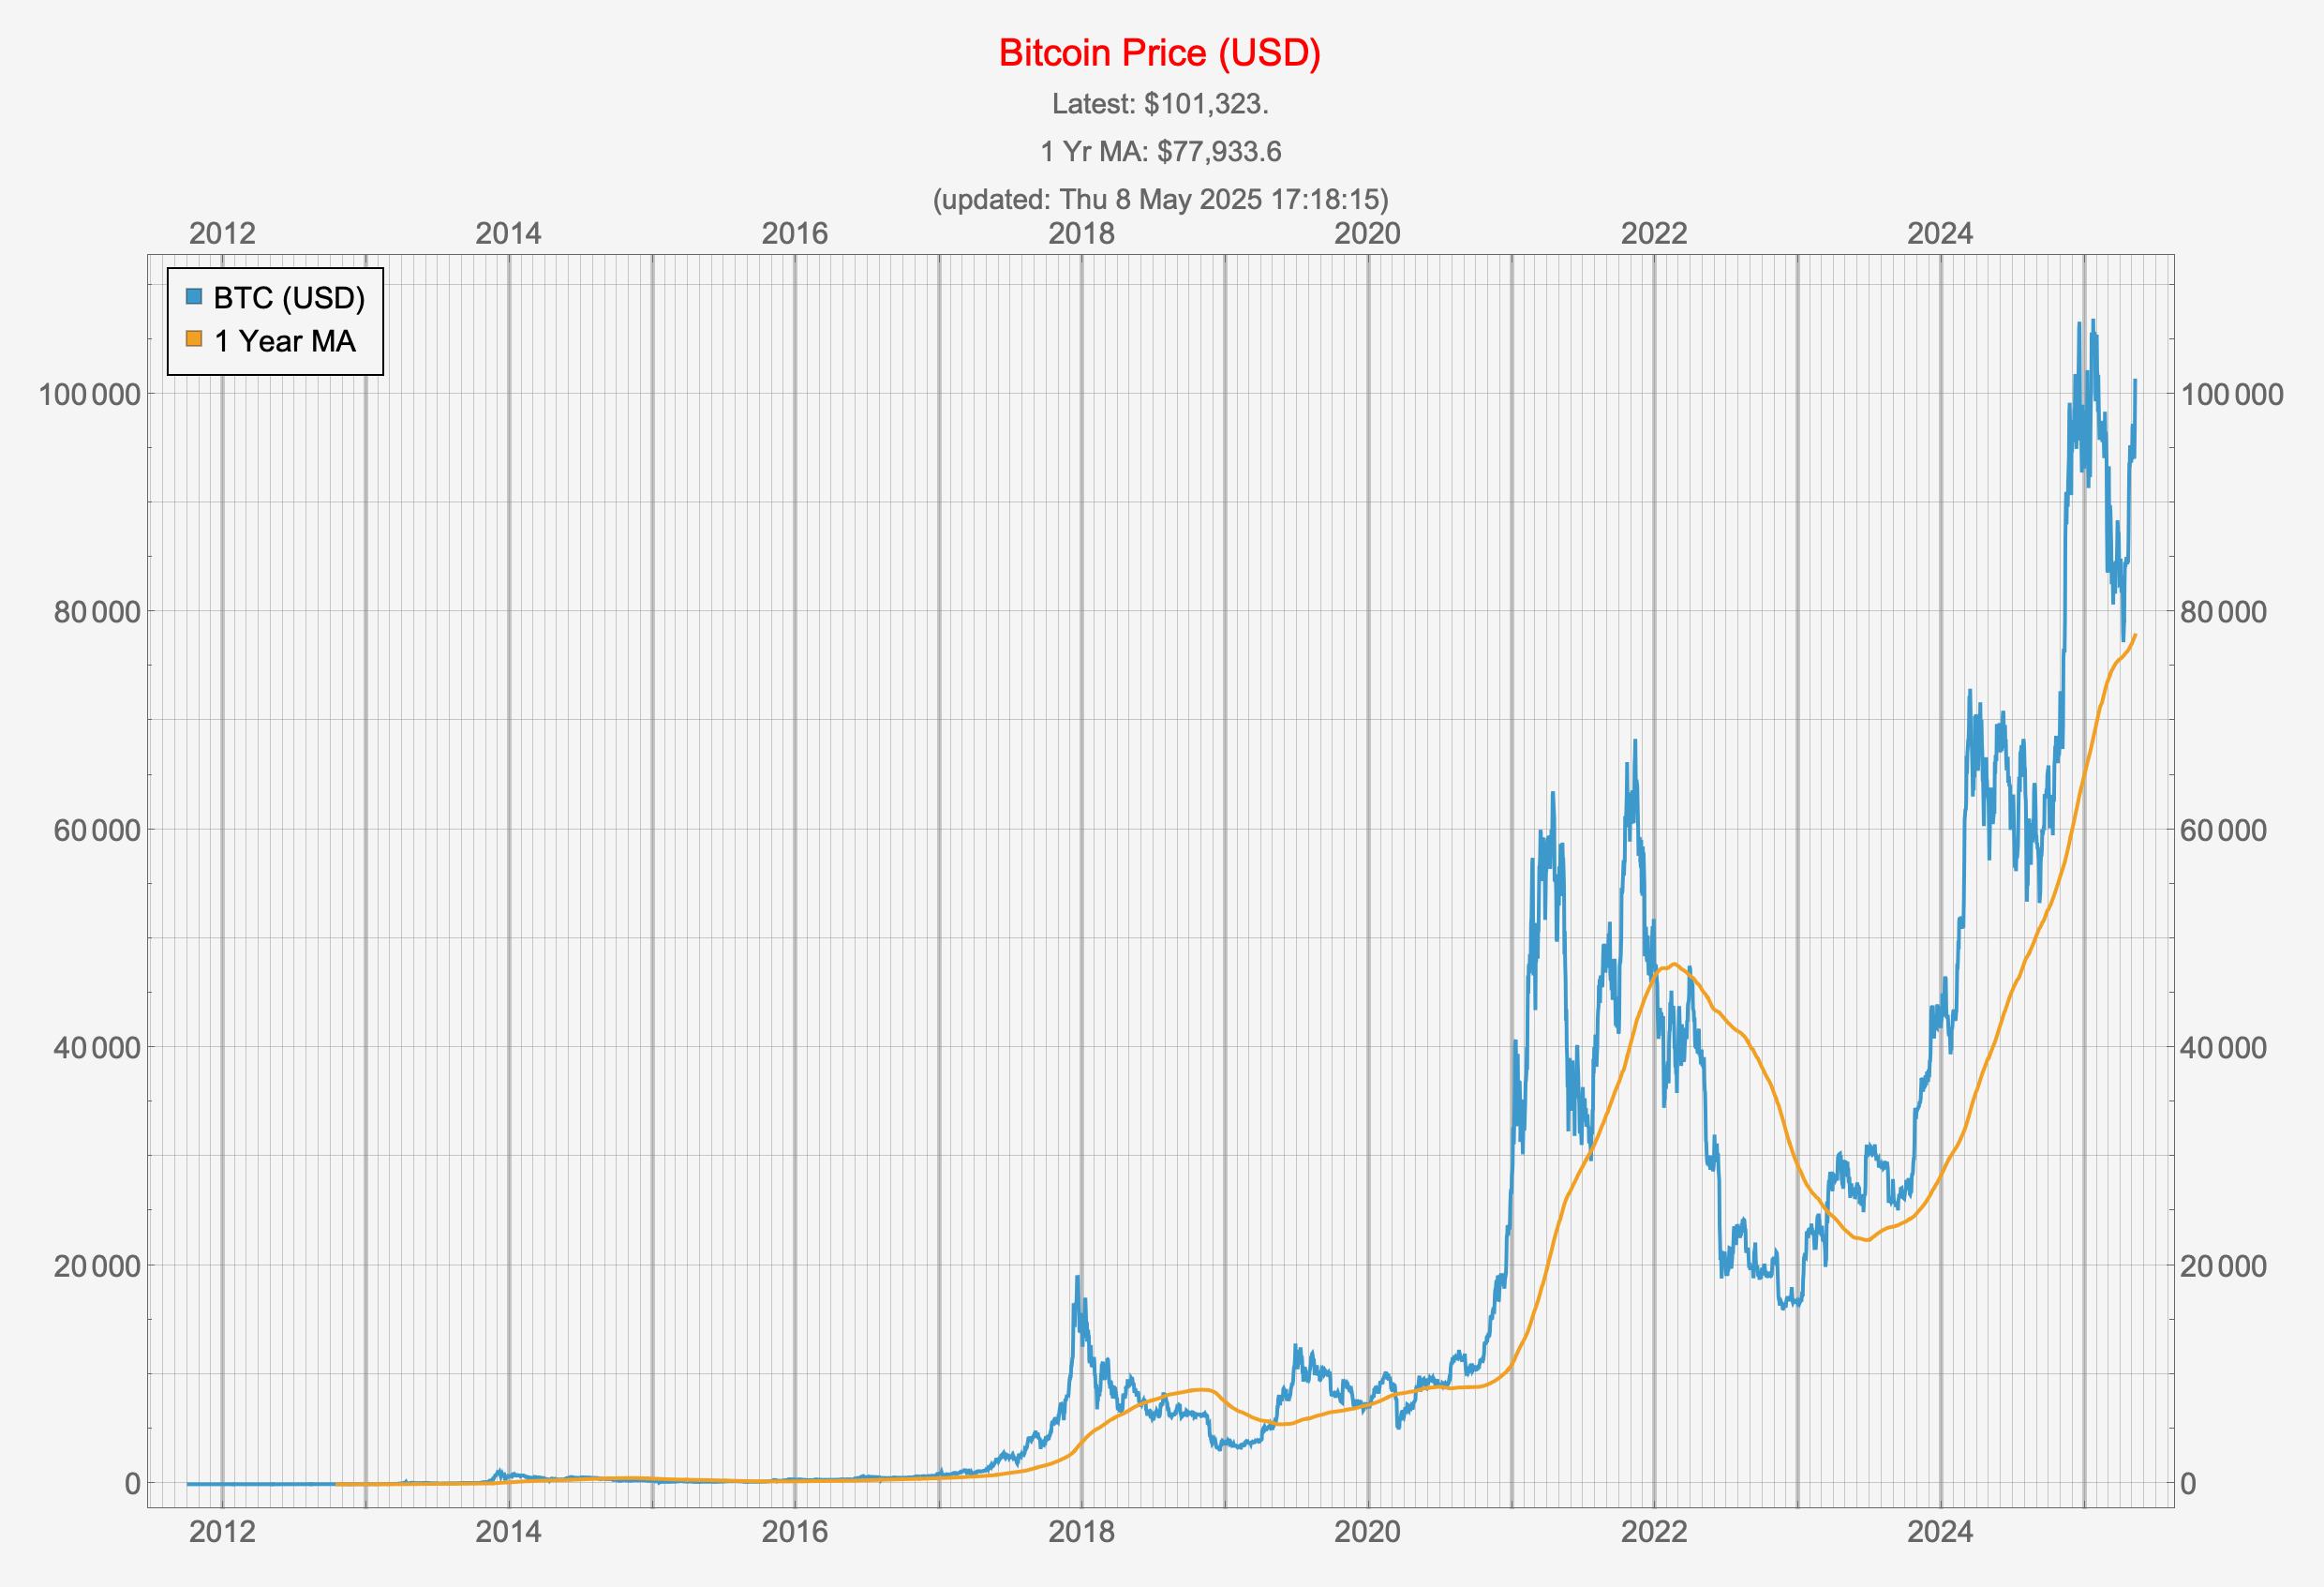 Bitcoin Price (USD)
Latest: $101,323.
1 Yr MA: $77,933.6
(updated: Thu 8 May 2025 17:18:15)
2012 2014 2016 2018 2020 2022 2024
BTC (USD)
1 Year MA
100 000 100 000
80 000 80 000
60 000 60 000
40 000 40 000
20 000 20 000
0 0
2012 2014 2016 2018 2020 2022 2024